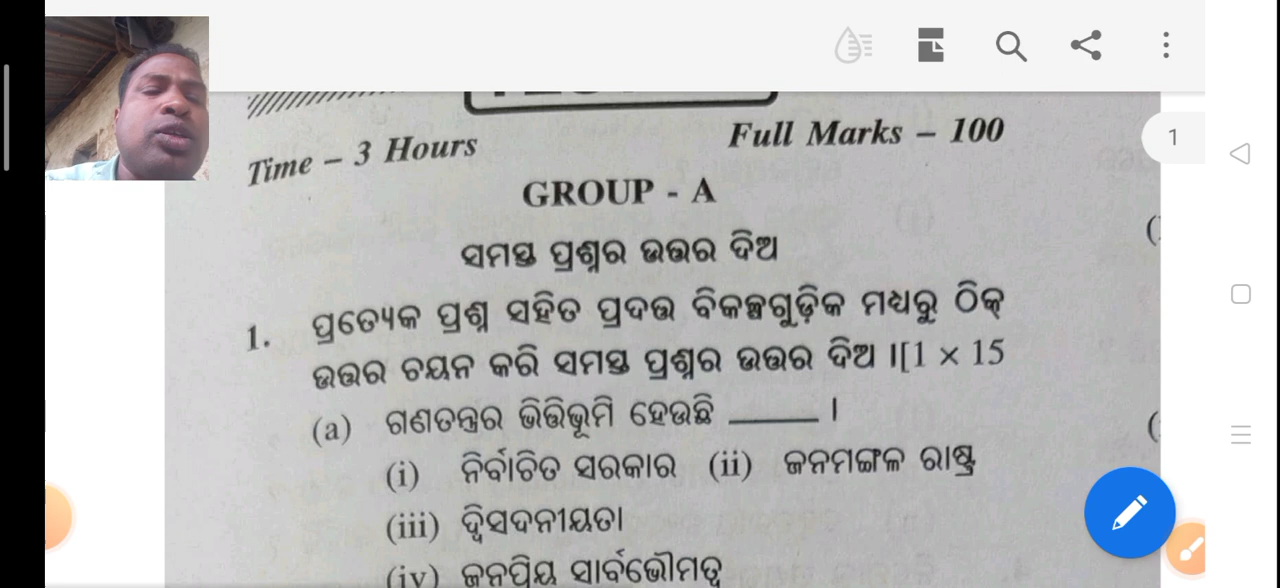 1
Time – 3 Hours
Full Marks – 100
GROUP - A
ସମସ୍ତ ପ୍ରଶ୍ନର ଉତ୍ତର ଦିଅ
1. ପ୍ରତ୍ୟେକ ପ୍ରଶ୍ନ ସହିତ ପ୍ରଦତ୍ତ ବିକଳ୍ପଗୁଡ଼ିକ ମଧ୍ୟରୁ ଠିକ୍
ଉତ୍ତର ଚୟନ କରି ସମସ୍ତ ପ୍ରଶ୍ନର ଉତ୍ତର ଦିଅ ।[1 × 15
(a) ଗଣତନ୍ତ୍ରର ଭିତ୍ତିଭୂମି ହେଉଛି ______ ।
(i) ନିର୍ବାଚିତ ସରକାର (ii) ଜନମଙ୍ଗଳ ରାଷ୍ଟ୍ର
(iii) ଦ୍ୱିସଦନୀୟତା
(iv) ଜନପ୍ରିୟ ସାର୍ବଭୌମତ୍ୱ